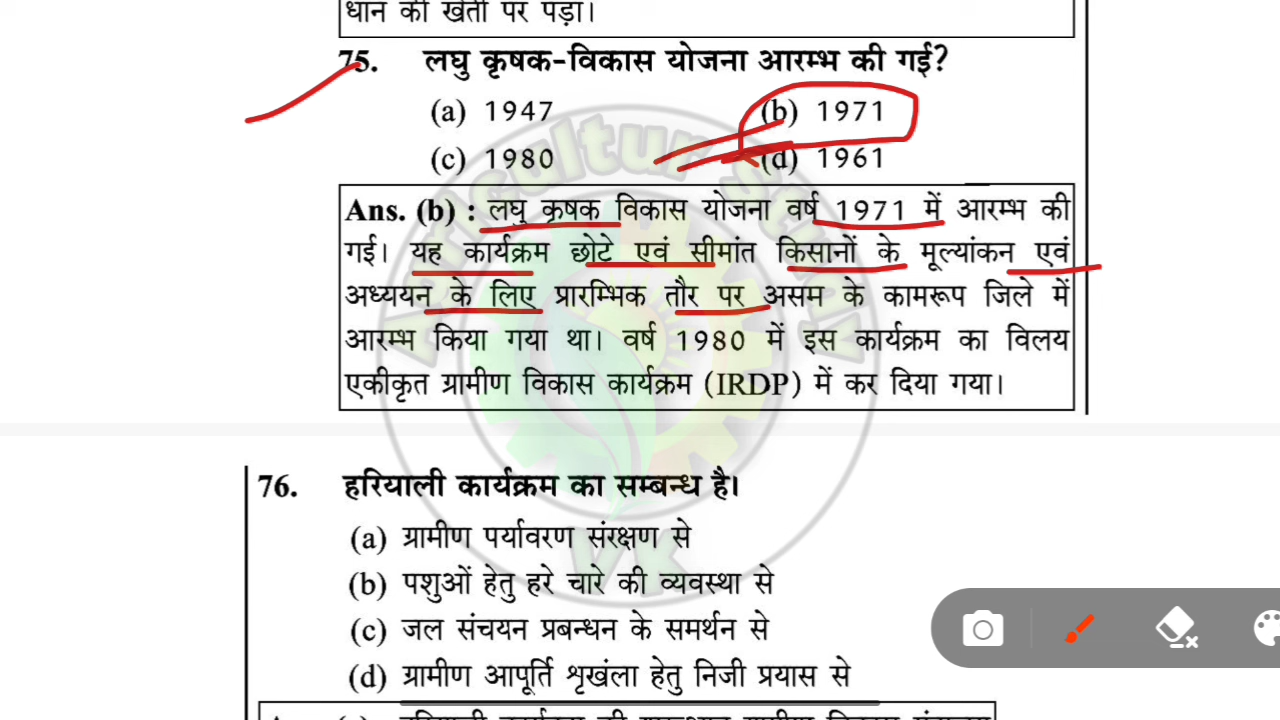 धान की खेती पर पड़ा।
75. लघु कृषक-विकास योजना आरम्भ की गई?
(a) 1947 (b) 1971
(c) 1980 (d) 1961
Ans. (b) : लघु कृषक विकास योजना वर्ष 1971 में आरम्भ की
गई। यह कार्यक्रम छोटे एवं सीमांत किसानों के मूल्यांकन एवं
अध्ययन के लिए प्रारम्भिक तौर पर असम के कामरूप जिले में
आरम्भ किया गया था। वर्ष 1980 में इस कार्यक्रम का विलय
एकीकृत ग्रामीण विकास कार्यक्रम (IRDP) में कर दिया गया।
Agricultur Study
VK
76. हरियाली कार्यक्रम का सम्बन्ध है।
(a) ग्रामीण पर्यावरण संरक्षण से
(b) पशुओं हेतु हरे चारे की व्यवस्था से
(c) जल संचयन प्रबन्धन के समर्थन से
(d) ग्रामीण आपूर्ति शृखंला हेतु निजी प्रयास से